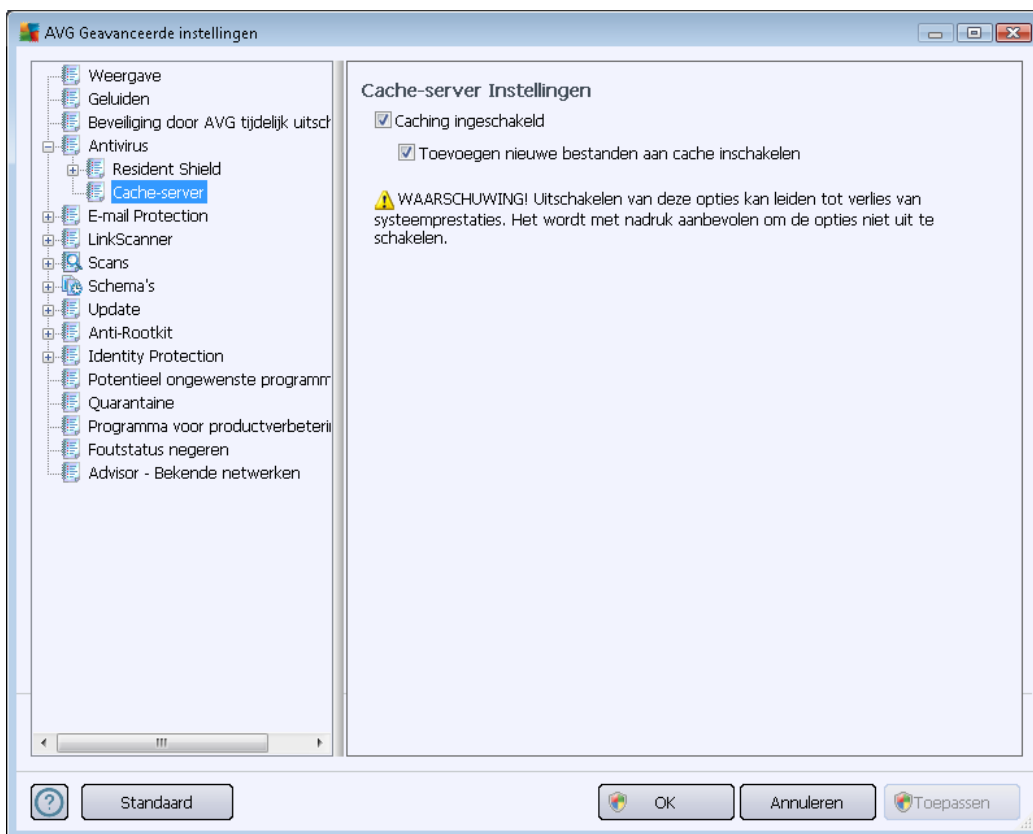 AVG Geavanceerde instellingen
Weergave
Geluiden
Beveiliging door AVG tijdelijk uitsch
Antivirus
Resident Shield
Cache-server
E-mail Protection
LinkScanner
Scans
Schema's
Update
Anti-Rootkit
Identity Protection
Potentieel ongewenste programm
Quarantaine
Programma voor productverbeteri
Foutstatus negeren
Advisor - Bekende netwerken
Cache-server Instellingen
Caching ingeschakeld
Toevoegen nieuwe bestanden aan cache inschakelen
WAARSCHUWING! Uitschakelen van deze opties kan leiden tot verlies van
systeemprestaties. Het wordt met nadruk aanbevolen om de opties niet uit te
schakelen.
Standaard
OK
Annuleren
Toepassen